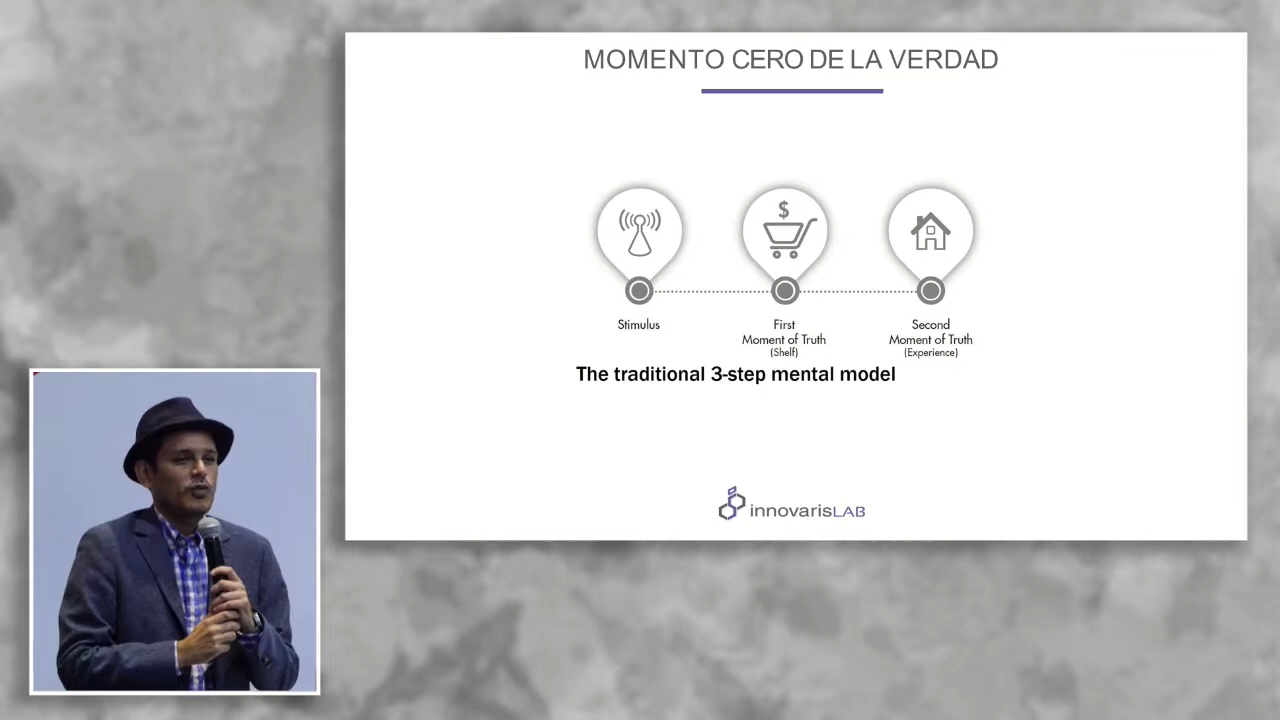 MOMENTO CERO DE LA VERDAD
$
Stimulus
First
Moment of Truth
(Shelf)
Second
Moment of Truth
(Experience)
The traditional 3-step mental model
innovarisLAB